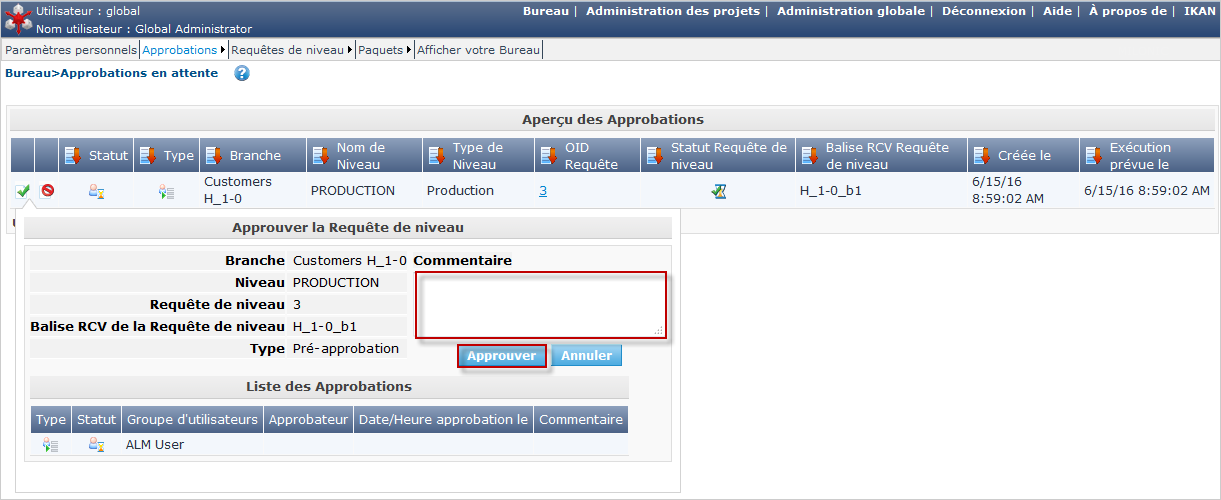 Utilisateur : global
Nom utilisateur : Global Administrator
Bureau | Administration des projets | Administration globale | Déconnexion | Aide | À propos de | IKAN
Paramètres personnels Approbations Requêtes de niveau Paquets Afficher votre Bureau
Bureau>Approbations en attente
Aperçu des Approbations
Statut Type Branche Nom de Niveau Type de Niveau OID Requête Statut Requête de niveau Balise RCV Requête de niveau Créée le Exécution prévue le
Customers H_1-0 PRODUCTION Production 3 H_1-0_b1 6/15/16 8:59:02 AM 6/15/16 8:59:02 AM
Approuver la Requête de niveau
Branche Customers H_1-0 Commentaire
Niveau PRODUCTION
Requête de niveau 3
Balise RCV de la Requête de niveau H_1-0_b1
Type Pré-approbation
Approuver Annuler
Liste des Approbations
Type Statut Groupe d'utilisateurs Approbateur Date/Heure approbation le Commentaire
ALM User